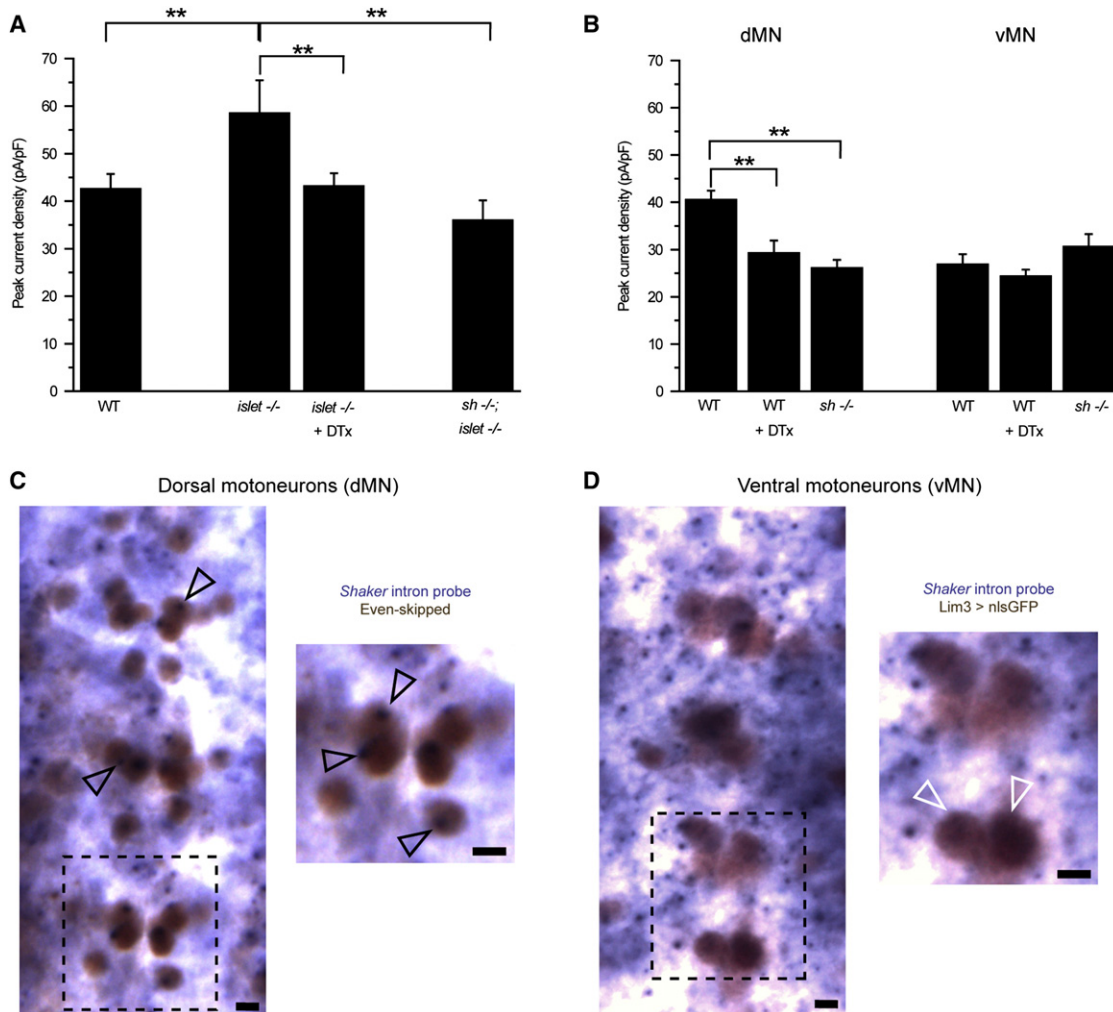 A
**
**
**
Peak current density (pA/pF)
70
60
50
40
30
20
10
0
WT
islet -/-
islet -/-
+ DTx
sh -/-;
islet -/-
B
dMN
vMN
**
**
Peak current density (pA/pF)
70
60
50
40
30
20
10
0
WT
WT
+ DTx
sh -/-
WT
WT
+ DTx
sh -/-
C
Dorsal motoneurons (dMN)
Shaker intron probe
Even-skipped
D
Ventral motoneurons (vMN)
Shaker intron probe
Lim3 > nlsGFP